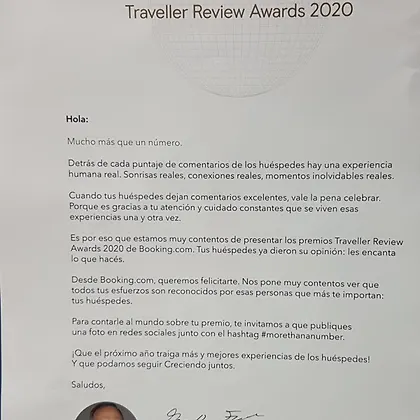 Traveller Review Awards 2020
Hola:
Mucho más que un número.
Detrás de cada puntaje de comentarios de los huéspedes hay una experiencia
humana real. Sonrisas reales, conexiones reales, momentos inolvidables reales.
Cuando tus huéspedes dejan comentarios excelentes, vale la pena celebrar.
Porque es gracias a tu atención y cuidado constantes que se viven esas
experiencias una y otra vez.
Es por eso que estamos muy contentos de presentar los premios Traveller Review
Awards 2020 de Booking.com. Tus huéspedes ya dieron su opinión: les encanta
lo que hacés.
Desde Booking.com, queremos felicitarte. Nos pone muy contentos ver que
todos tus esfuerzos son reconocidos por esas personas que más te importan:
tus huéspedes.
Para contarle al mundo sobre tu premio, te invitamos a que publiques
una foto en redes sociales junto con el hashtag #morethananumber.
¡Que el próximo año traiga más y mejores experiencias de los huéspedes!
Y que podamos seguir Creciendo juntos.
Saludos,